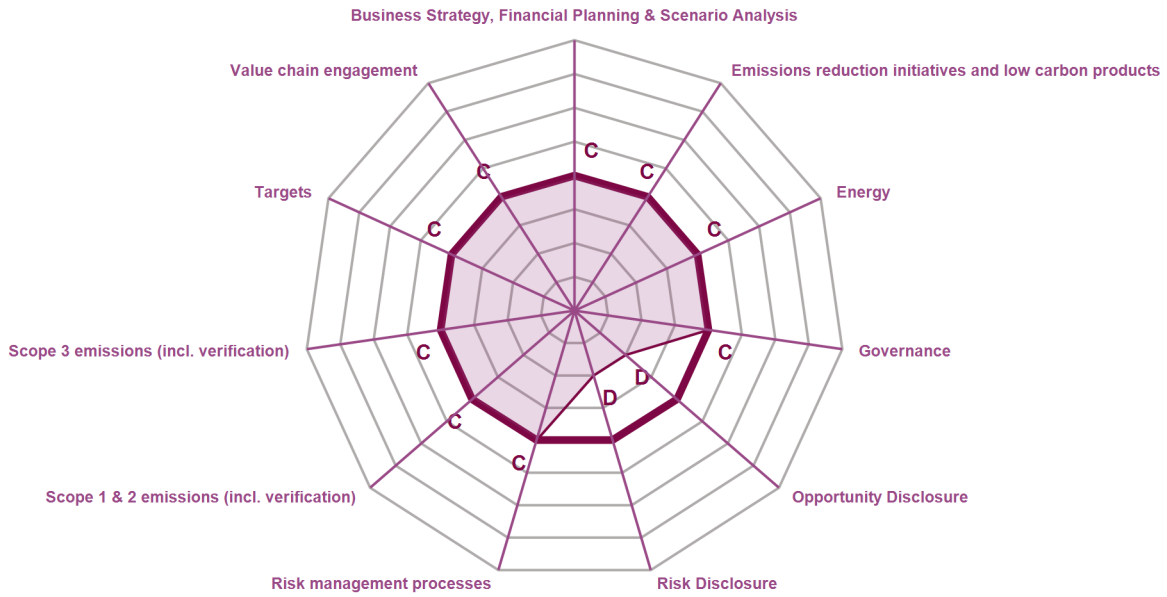 Business Strategy, Financial Planning & Scenario Analysis
Value chain engagement
Emissions reduction initiatives and low carbon products
C
C
C
Targets
Energy
C
C
Scope 3 emissions (incl. verification)
C
C
Governance
D
D
C
C
Scope 1 & 2 emissions (incl. verification)
Opportunity Disclosure
Risk management processes
Risk Disclosure